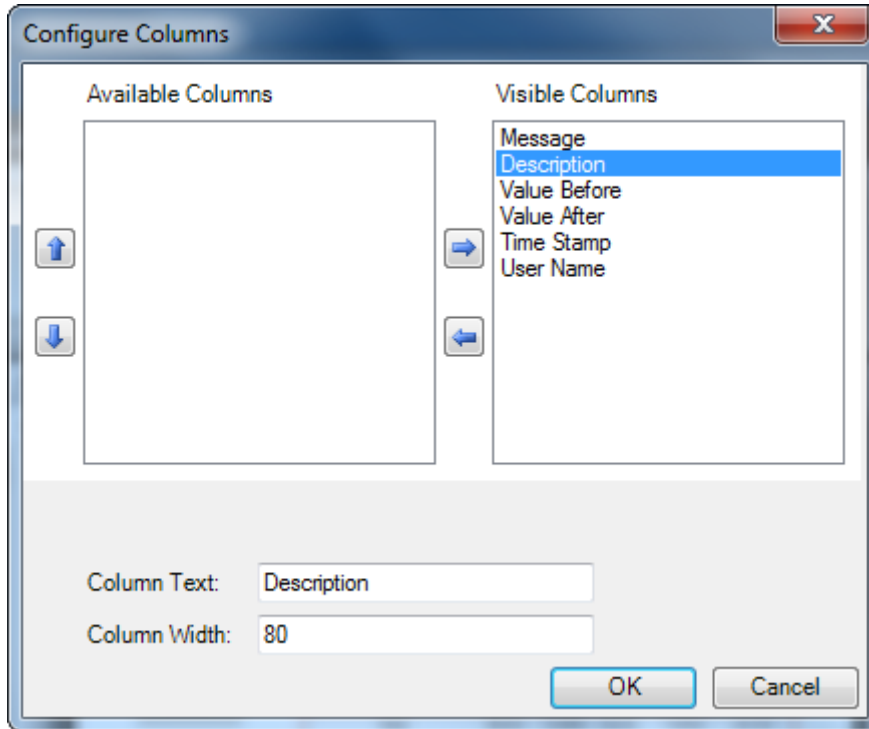 Configure Columns
Available Columns
Visible Columns
Message
Description
Value Before
Value After
Time Stamp
User Name
Column Text: Description
Column Width: 80
OK Cancel